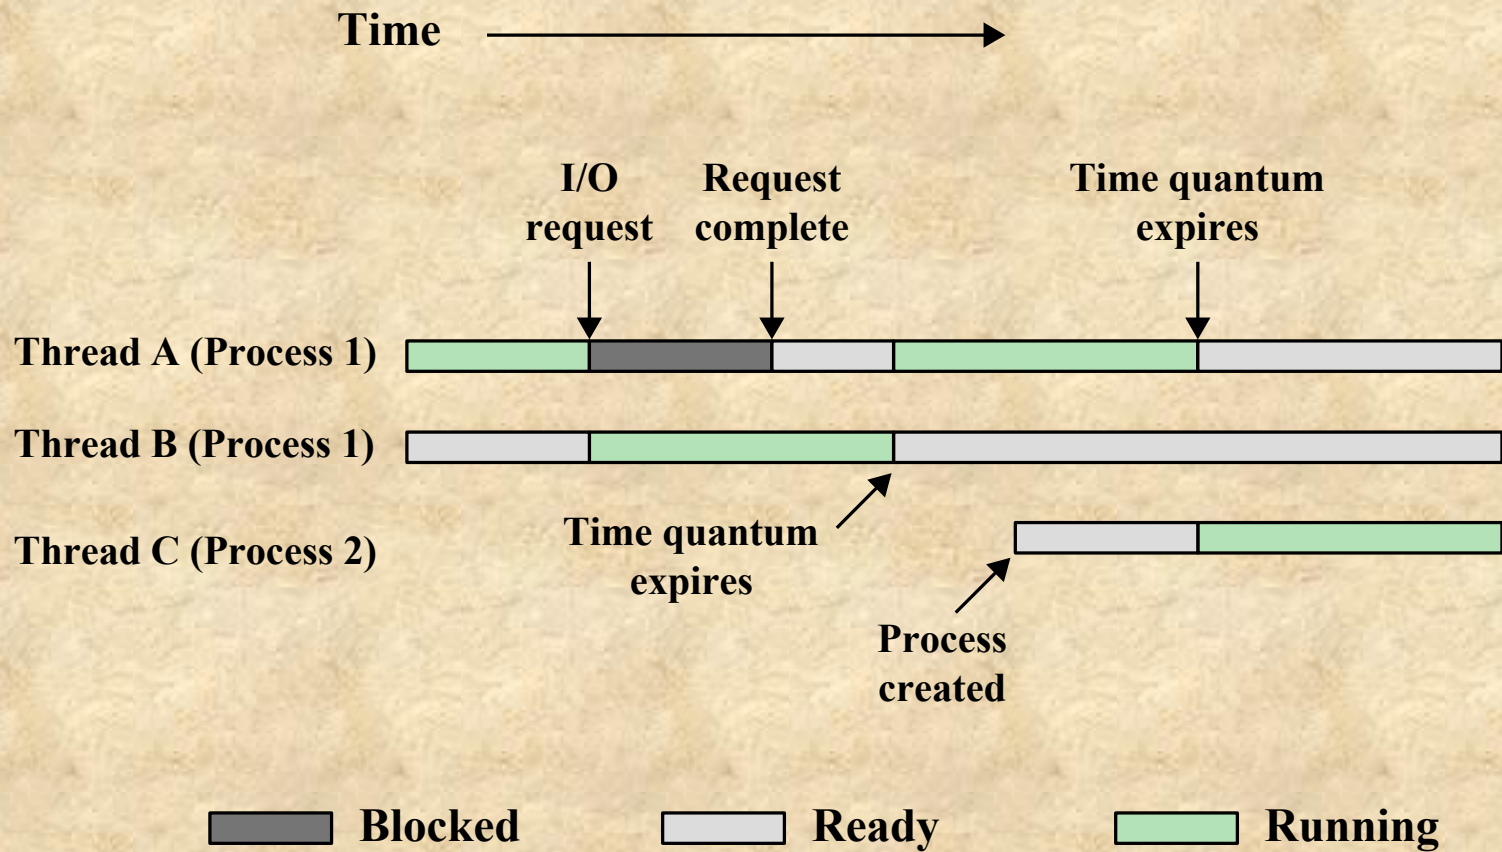 Time
I/O
request
Request
complete
Time quantum
expires
Thread A (Process 1)
Thread B (Process 1)
Thread C (Process 2)
Time quantum
expires
Process
created
Blocked
Ready
Running